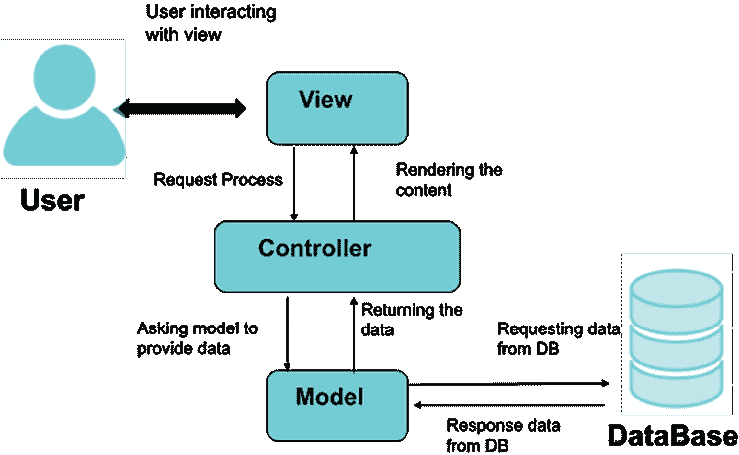 User interacting
with view
View
User
Request Process
Rendering the
content
Controller
Asking model to
provide data
Returning the
data
Requesting data
from DB
Model
Response data
from DB
DataBase